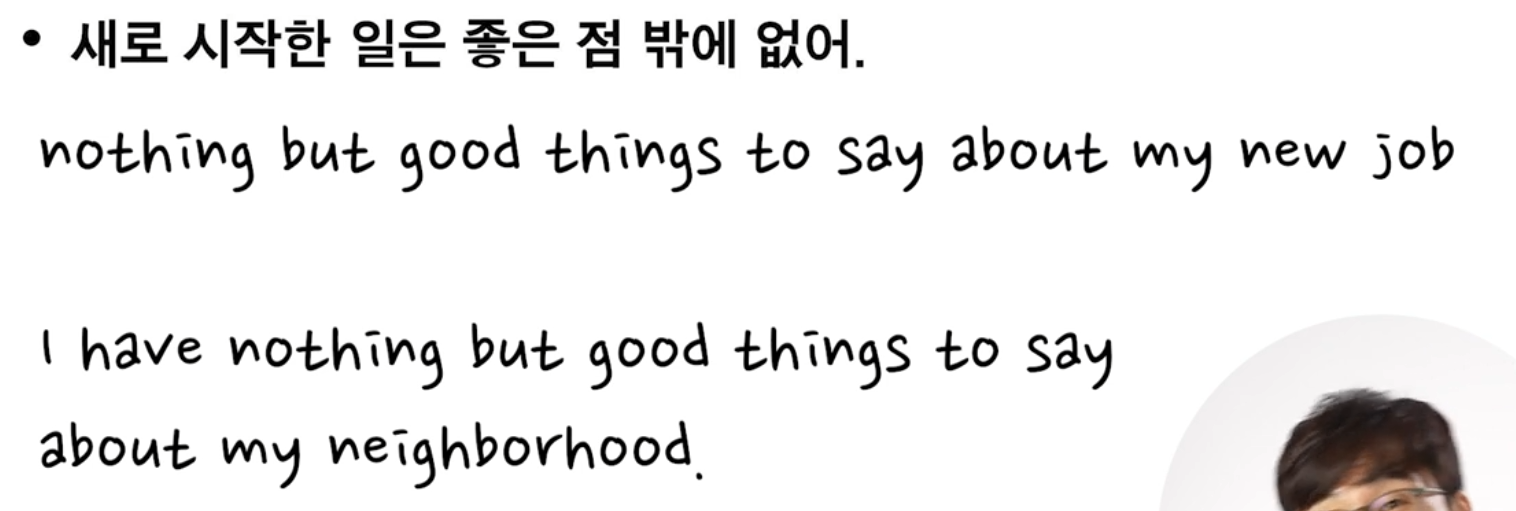 • 새로 시작한 일은 좋은 점 밖에 없어.
nothing but good things to say about my new job
I have nothing but good things to say
about my neighborhood.